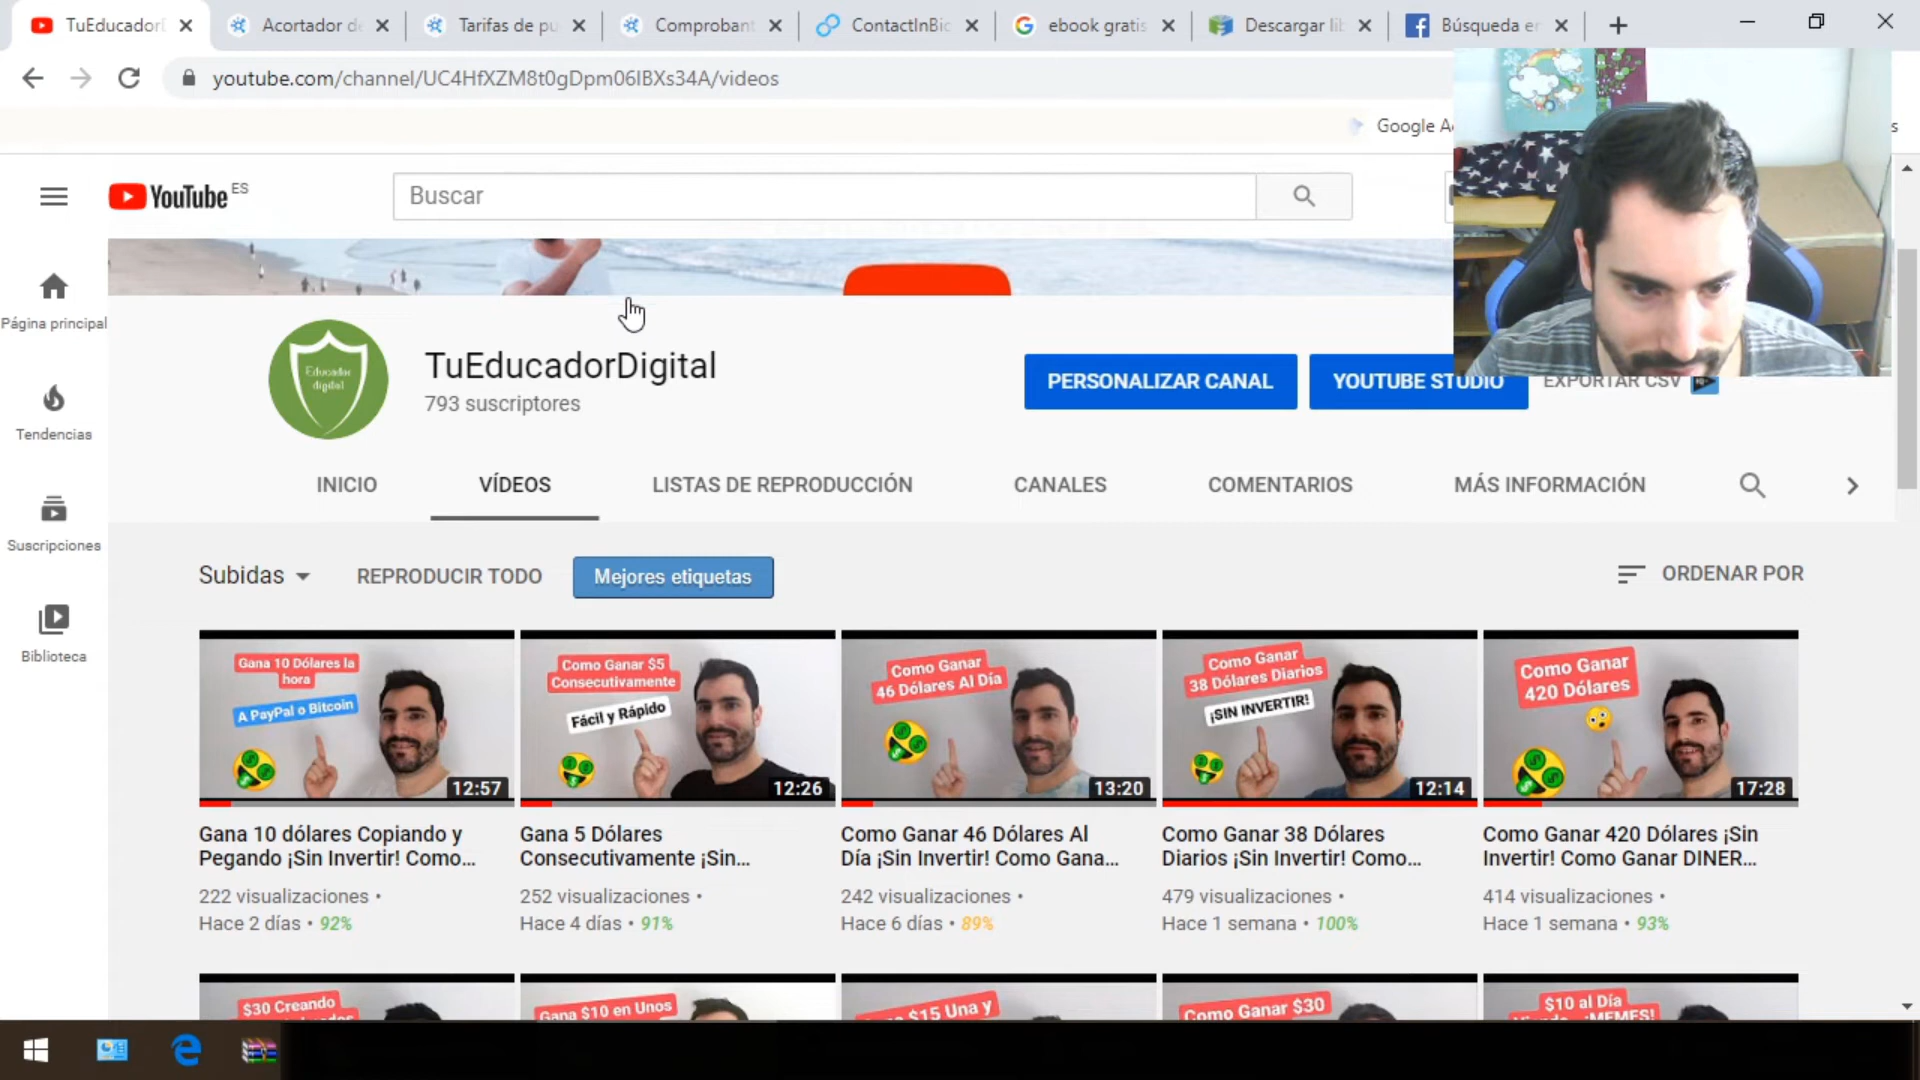 TuEducadorD
Acortador de
Tarifas de pu
Comprobant
ContactInBio
ebook gratis
Descargar lib
Búsqueda en
youtube.com/channel/UC4HfXZM8t0gDpm06IBXs34A/videos
Google A
s
YouTube ES
Buscar
Página principal
Tendencias
Suscripciones
Biblioteca
Educador
digital
TuEducadorDigital
793 suscriptores
PERSONALIZAR CANAL
YOUTUBE STUDIO
EXPORTAR CSV
INICIO
VÍDEOS
LISTAS DE REPRODUCCIÓN
CANALES
COMENTARIOS
MÁS INFORMACIÓN
Subidas
REPRODUCIR TODO
Mejores etiquetas
ORDENAR POR
Gana 10 Dólares la
hora
A PayPal o Bitcoin
12:57
Gana 10 dólares Copiando y
Pegando ¡Sin Invertir! Como...
222 visualizaciones •
Hace 2 días • 92%
Como Ganar $5
Consecutivamente
Fácil y Rápido
12:26
Gana 5 Dólares
Consecutivamente ¡Sin...
252 visualizaciones •
Hace 4 días • 91%
Como Ganar
46 Dólares Al Día
13:20
Como Ganar 46 Dólares Al
Día ¡Sin Invertir! Como Gana...
242 visualizaciones •
Hace 6 días • 89%
Como Ganar
38 Dólares Diarios
¡SIN INVERTIR!
12:14
Como Ganar 38 Dólares
Diarios ¡Sin Invertir! Como...
479 visualizaciones •
Hace 1 semana • 100%
Como Ganar
420 Dólares
17:28
Como Ganar 420 Dólares ¡Sin
Invertir! Como Ganar DINER...
414 visualizaciones •
Hace 1 semana • 93%
$30 Creando
Gana $10 en Unos
$15 Una y
Como Ganar $30
$10 al Día
¡MEMES!